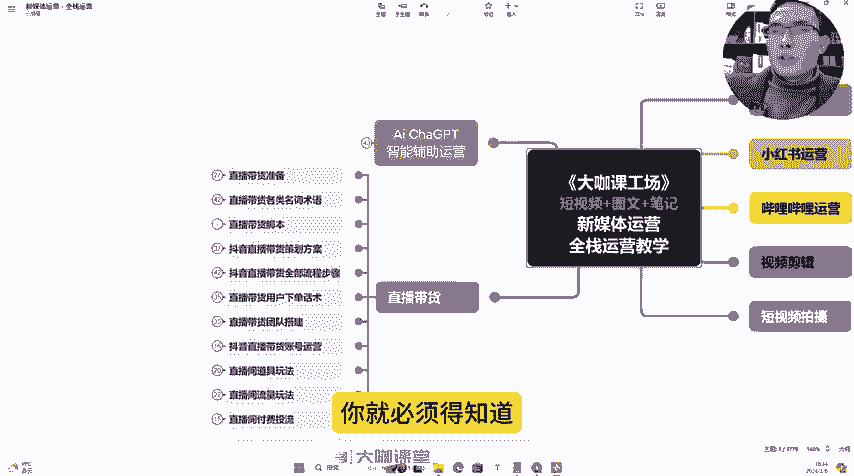 新媒体运营·全栈运营
Ai ChaGPT
智能辅助运营
直播带货准备
直播带货各类名词术语
直播带货脚本
抖音直播带货策划方案
抖音直播带货全部流程步骤
直播带货用户下单话术
直播带货团队搭建
抖音直播带货账号运营
直播间道具玩法
直播间流量玩法
直播间付费投流
直播带货
《大咖课工场》
短视频+图文+笔记
新媒体运营
全栈运营教学
小红书运营
哔哩哔哩运营
视频剪辑
短视频拍摄
你就必须得知道
大咖课堂